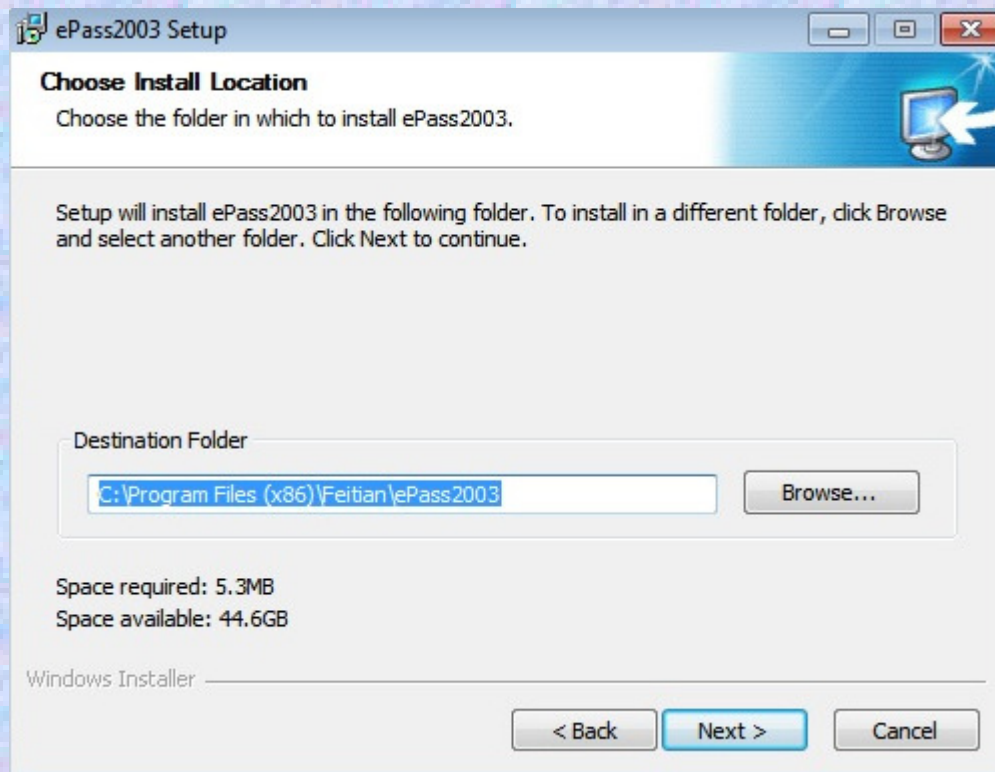 ePass2003 Setup
Choose Install Location
Choose the folder in which to install ePass2003.
Setup will install ePass2003 in the following folder. To install in a different folder, click Browse
and select another folder. Click Next to continue.
Destination Folder
C:\Program Files (x86)\Feitian\ePass2003
Browse...
Space required: 5.3MB
Space available: 44.6GB
Windows Installer
< Back
Next >
Cancel